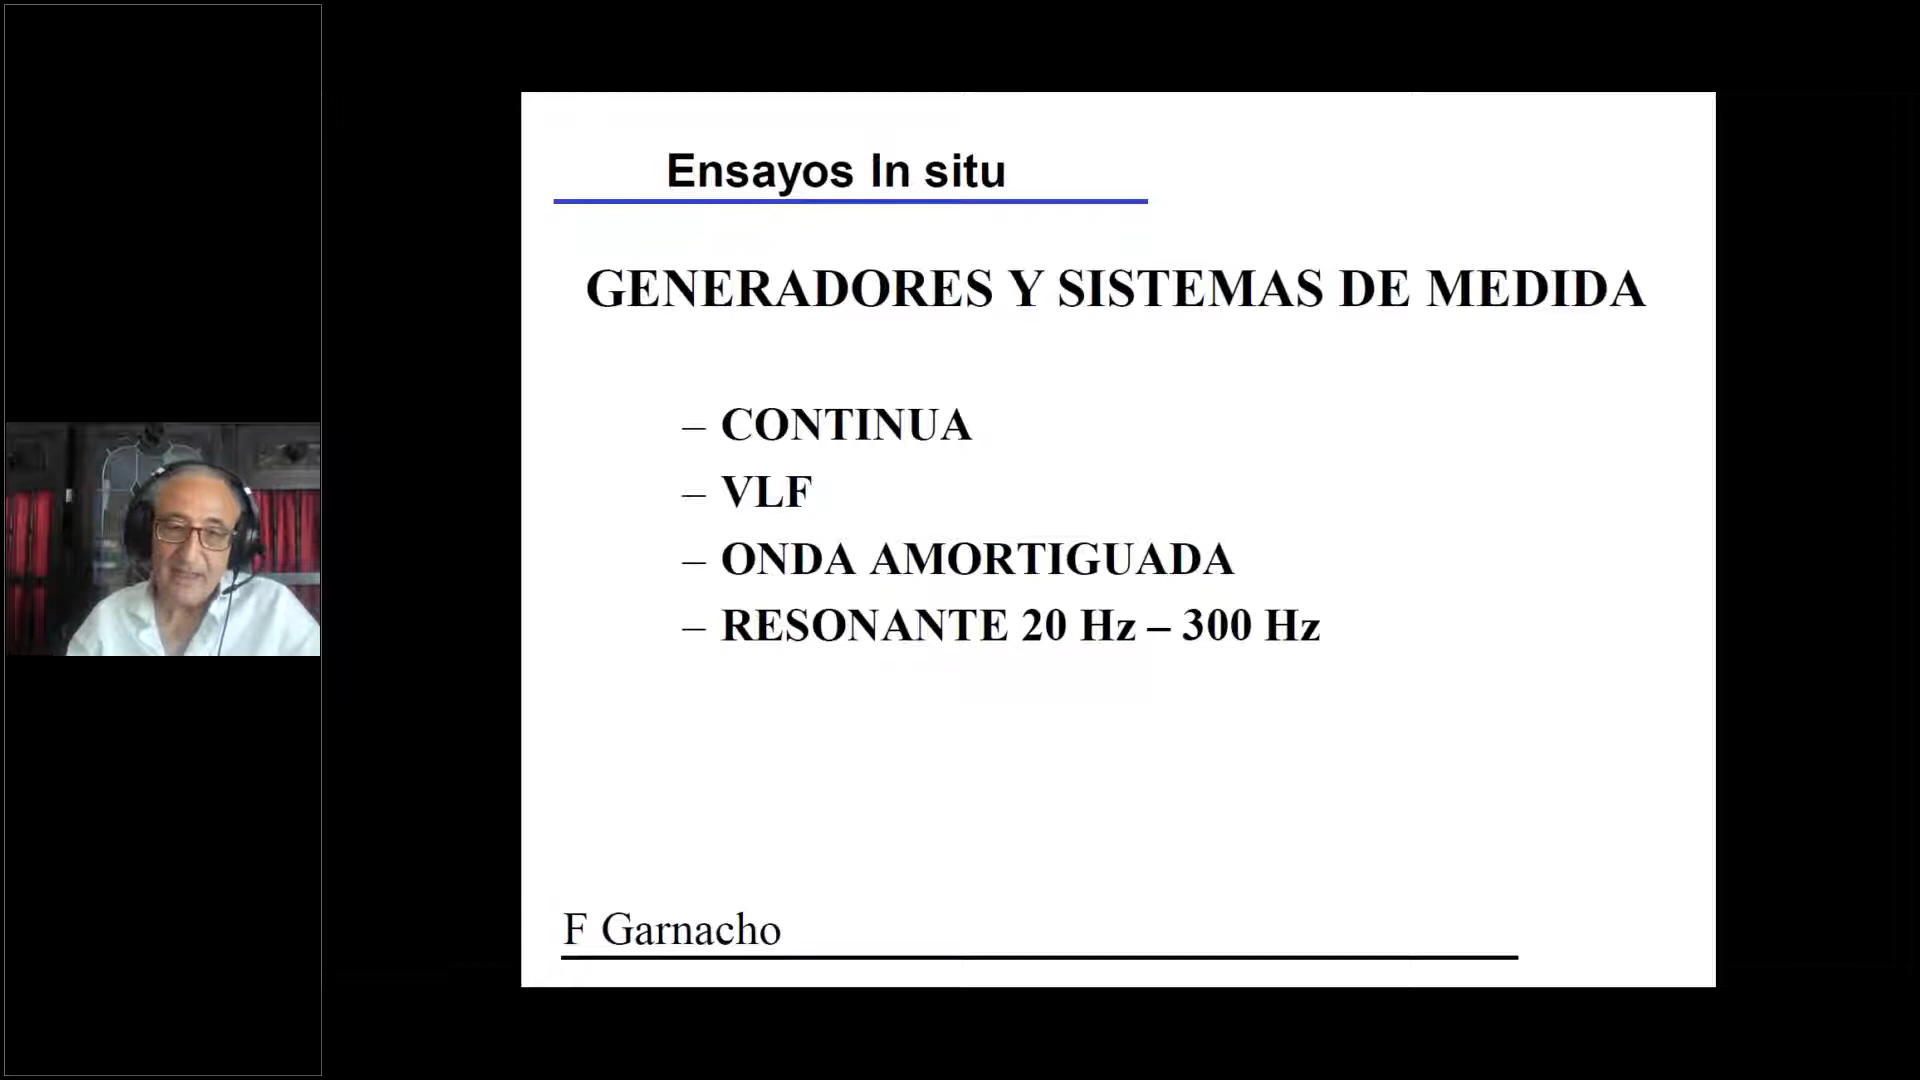 Ensayos In situ
GENERADORES Y SISTEMAS DE MEDIDA
– CONTINUA
– VLF
– ONDA AMORTIGUADA
– RESONANTE 20 Hz – 300 Hz
F Garnacho